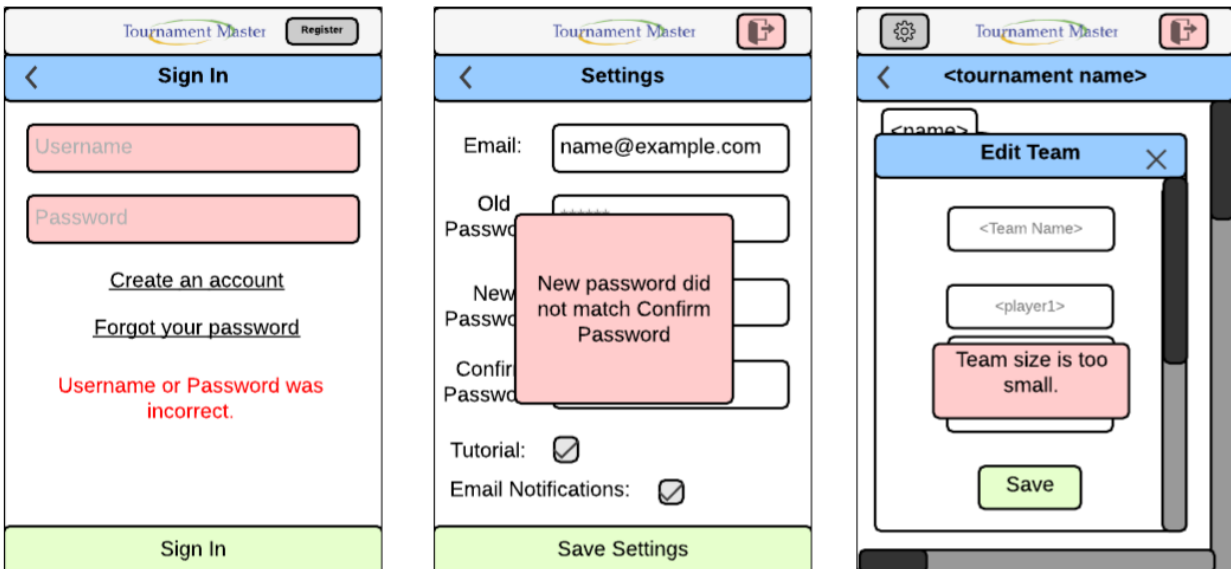 Tournament Master
Register
Sign In
Username
Password
Create an account
Forgot your password
Username or Password was
incorrect.
Sign In
Tournament Master
Settings
Email:
name@example.com
Old
Passwo
******
New password did
not match Confirm
Password
New
Passwo
Confir
Passwo
Tutorial:
Email Notifications:
Save Settings
Tournament Master
<tournament name>
<name>
Edit Team
<Team Name>
<player1>
Team size is too
small.
Save